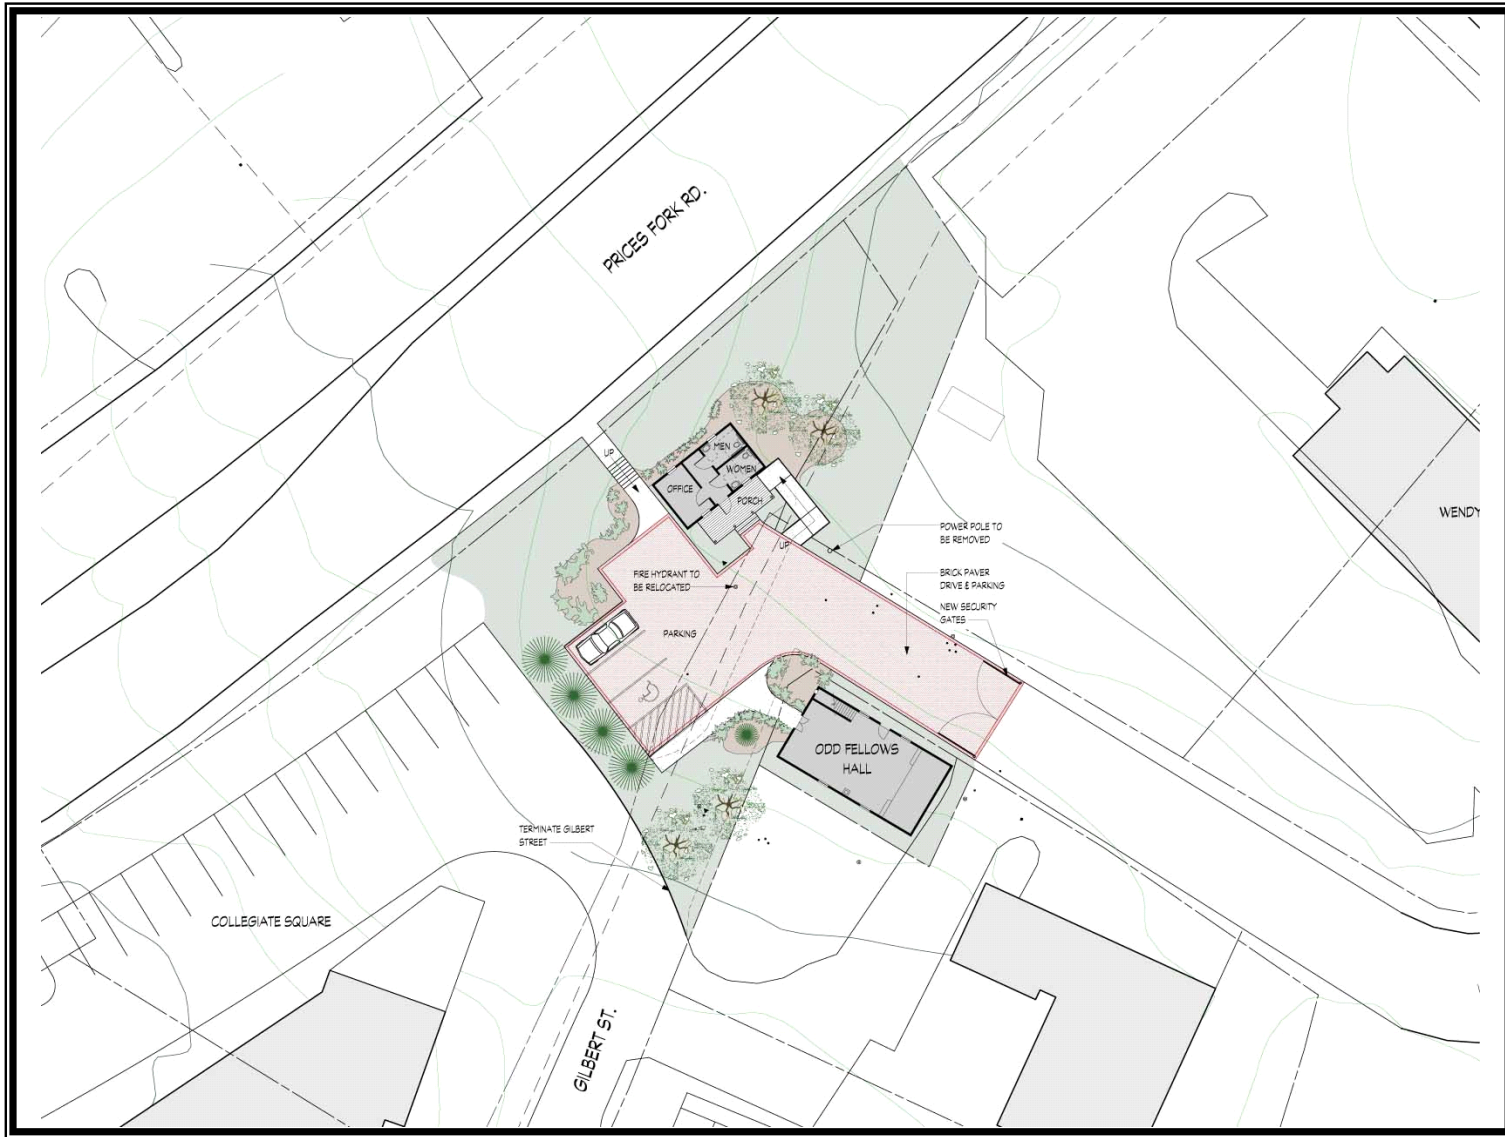 PRICES FORK RD.
UP
MEN
WOMEN
OFFICE
PORCH
UP
POWER POLE TO
BE REMOVED
FIRE HYDRANT TO
BE RELOCATED
BRICK PAVER
DRIVE & PARKING
NEW SECURITY
GATES
WENDY
PARKING
ODD FELLOWS
HALL
TERMINATE GILBERT
STREET
COLLEGIATE SQUARE
GILBERT ST.